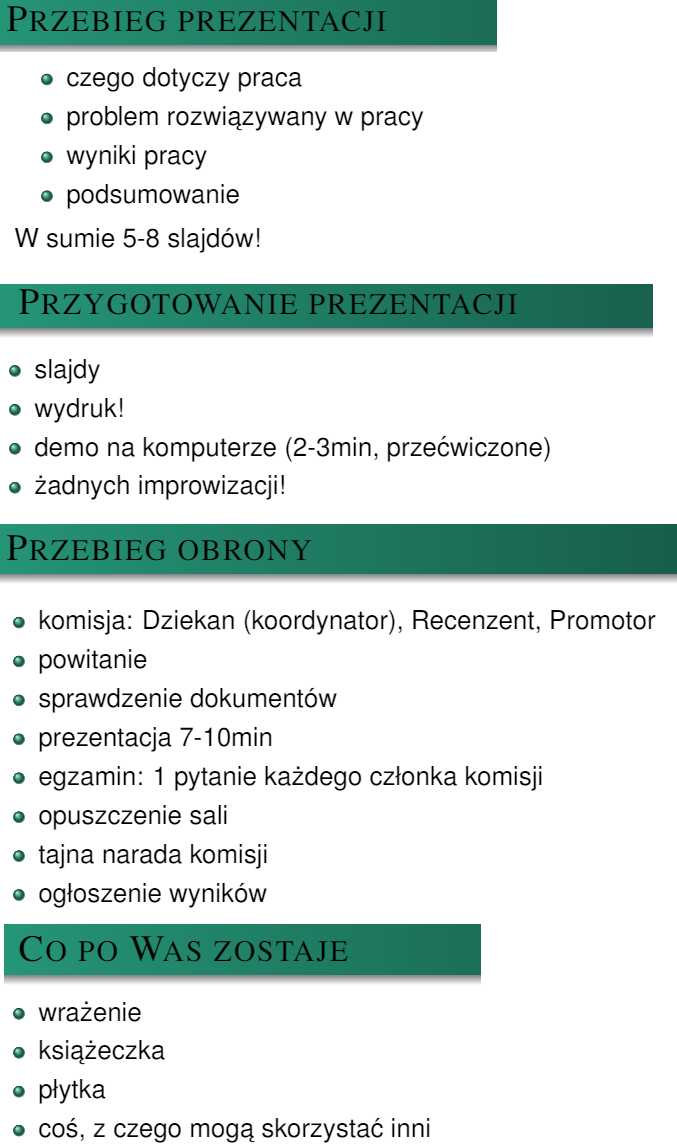 PRZEBIEG PREZENTACJI
czego dotyczy praca
problem rozwiązywany w pracy
wyniki pracy
podsumowanie
W sumie 5-8 slajdów!
PRZYGOTOWANIE PREZENTACJI
slajdy
wydruk!
demo na komputerze (2-3min, przećwiczone)
żadnych improwizacji!
PRZEBIEG OBRONY
komisja: Dziekan (koordynator), Recenzent, Promotor
powitanie
sprawdzenie dokumentów
prezentacja 7-10min
egzamin: 1 pytanie każdego członka komisji
opuszczenie sali
tajna narada komisji
ogłoszenie wyników
CO PO WAS ZOSTAJE
wrażenie
książeczka
płytka
coś, z czego mogą skorzystać inni